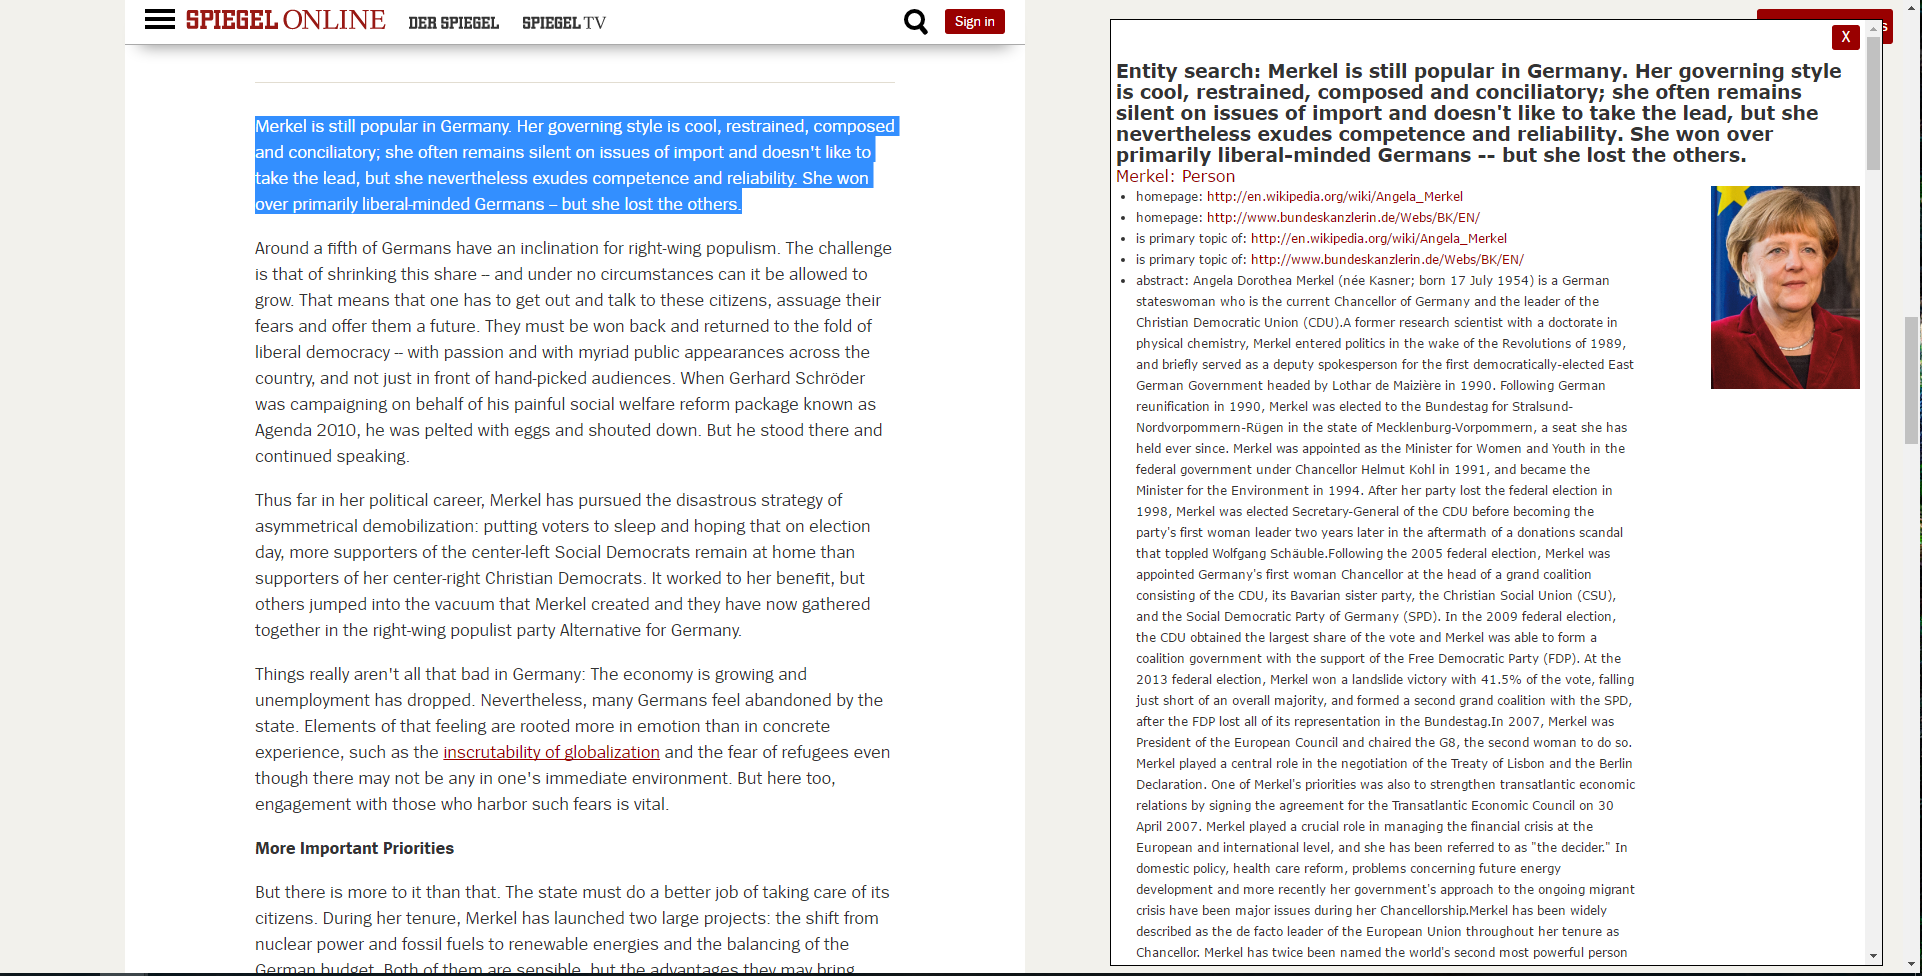 SPIEGEL ONLINE DER SPIEGEL SPIEGEL TV Sign in
Merkel is still popular in Germany. Her governing style is cool, restrained, composed
and conciliatory; she often remains silent on issues of import and doesn't like to
take the lead, but she nevertheless exudes competence and reliability. She won
over primarily liberal-minded Germans – but she lost the others.
Around a fifth of Germans have an inclination for right-wing populism. The challenge
is that of shrinking this share – and under no circumstances can it be allowed to
grow. That means that one has to get out and talk to these citizens, assuage their
fears and offer them a future. They must be won back and returned to the fold of
liberal democracy – with passion and with myriad public appearances across the
country, and not just in front of hand-picked audiences. When Gerhard Schröder
was campaigning on behalf of his painful social welfare reform package known as
Agenda 2010, he was pelted with eggs and shouted down. But he stood there and
continued speaking.
Thus far in her political career, Merkel has pursued the disastrous strategy of
asymmetrical demobilization: putting voters to sleep and hoping that on election
day, more supporters of the center-left Social Democrats remain at home than
supporters of her center-right Christian Democrats. It worked to her benefit, but
others jumped into the vacuum that Merkel created and they have now gathered
together in the right-wing populist party Alternative for Germany.
Things really aren't all that bad in Germany: The economy is growing and
unemployment has dropped. Nevertheless, many Germans feel abandoned by the
state. Elements of that feeling are rooted more in emotion than in concrete
experience, such as the inscrutability of globalization and the fear of refugees even
though there may not be any in one's immediate environment. But here too,
engagement with those who harbor such fears is vital.
More Important Priorities
But there is more to it than that. The state must do a better job of taking care of its
citizens. During her tenure, Merkel has launched two large projects: the shift from
nuclear power and fossil fuels to renewable energies and the balancing of the
German budget. Both of them are sensible, but the advantages they may bring
X
Entity search: Merkel is still popular in Germany. Her governing style
is cool, restrained, composed and conciliatory; she often remains
silent on issues of import and doesn't like to take the lead, but she
nevertheless exudes competence and reliability. She won over
primarily liberal-minded Germans -- but she lost the others.
Merkel: Person
• homepage: http://en.wikipedia.org/wiki/Angela_Merkel
• homepage: http://www.bundeskanzlerin.de/Webs/BK/EN/
• is primary topic of: http://en.wikipedia.org/wiki/Angela_Merkel
• is primary topic of: http://www.bundeskanzlerin.de/Webs/BK/EN/
• abstract: Angela Dorothea Merkel (née Kasner; born 17 July 1954) is a German
stateswoman who is the current Chancellor of Germany and the leader of the
Christian Democratic Union (CDU).A former research scientist with a doctorate in
physical chemistry, Merkel entered politics in the wake of the Revolutions of 1989,
and briefly served as a deputy spokesperson for the first democratically-elected East
German Government headed by Lothar de Maizière in 1990. Following German
reunification in 1990, Merkel was elected to the Bundestag for Stralsund-
Nordvorpommern-Rügen in the state of Mecklenburg-Vorpommern, a seat she has
held ever since. Merkel was appointed as the Minister for Women and Youth in the
federal government under Chancellor Helmut Kohl in 1991, and became the
Minister for the Environment in 1994. After her party lost the federal election in
1998, Merkel was elected Secretary-General of the CDU before becoming the
party's first woman leader two years later in the aftermath of a donations scandal
that toppled Wolfgang Schäuble.Following the 2005 federal election, Merkel was
appointed Germany's first woman Chancellor at the head of a grand coalition
consisting of the CDU, its Bavarian sister party, the Christian Social Union (CSU),
and the Social Democratic Party of Germany (SPD). In the 2009 federal election,
the CDU obtained the largest share of the vote and Merkel was able to form a
coalition government with the support of the Free Democratic Party (FDP). At the
2013 federal election, Merkel won a landslide victory with 41.5% of the vote, falling
just short of an overall majority, and formed a second grand coalition with the SPD,
after the FDP lost all of its representation in the Bundestag.In 2007, Merkel was
President of the European Council and chaired the G8, the second woman to do so.
Merkel played a central role in the negotiation of the Treaty of Lisbon and the Berlin
Declaration. One of Merkel's priorities was also to strengthen transatlantic economic
relations by signing the agreement for the Transatlantic Economic Council on 30
April 2007. Merkel played a crucial role in managing the financial crisis at the
European and international level, and she has been referred to as "the decider." In
domestic policy, health care reform, problems concerning future energy
development and more recently her government's approach to the ongoing migrant
crisis have been major issues during her Chancellorship.Merkel has been widely
described as the de facto leader of the European Union throughout her tenure as
Chancellor. Merkel has twice been named the world's second most powerful person